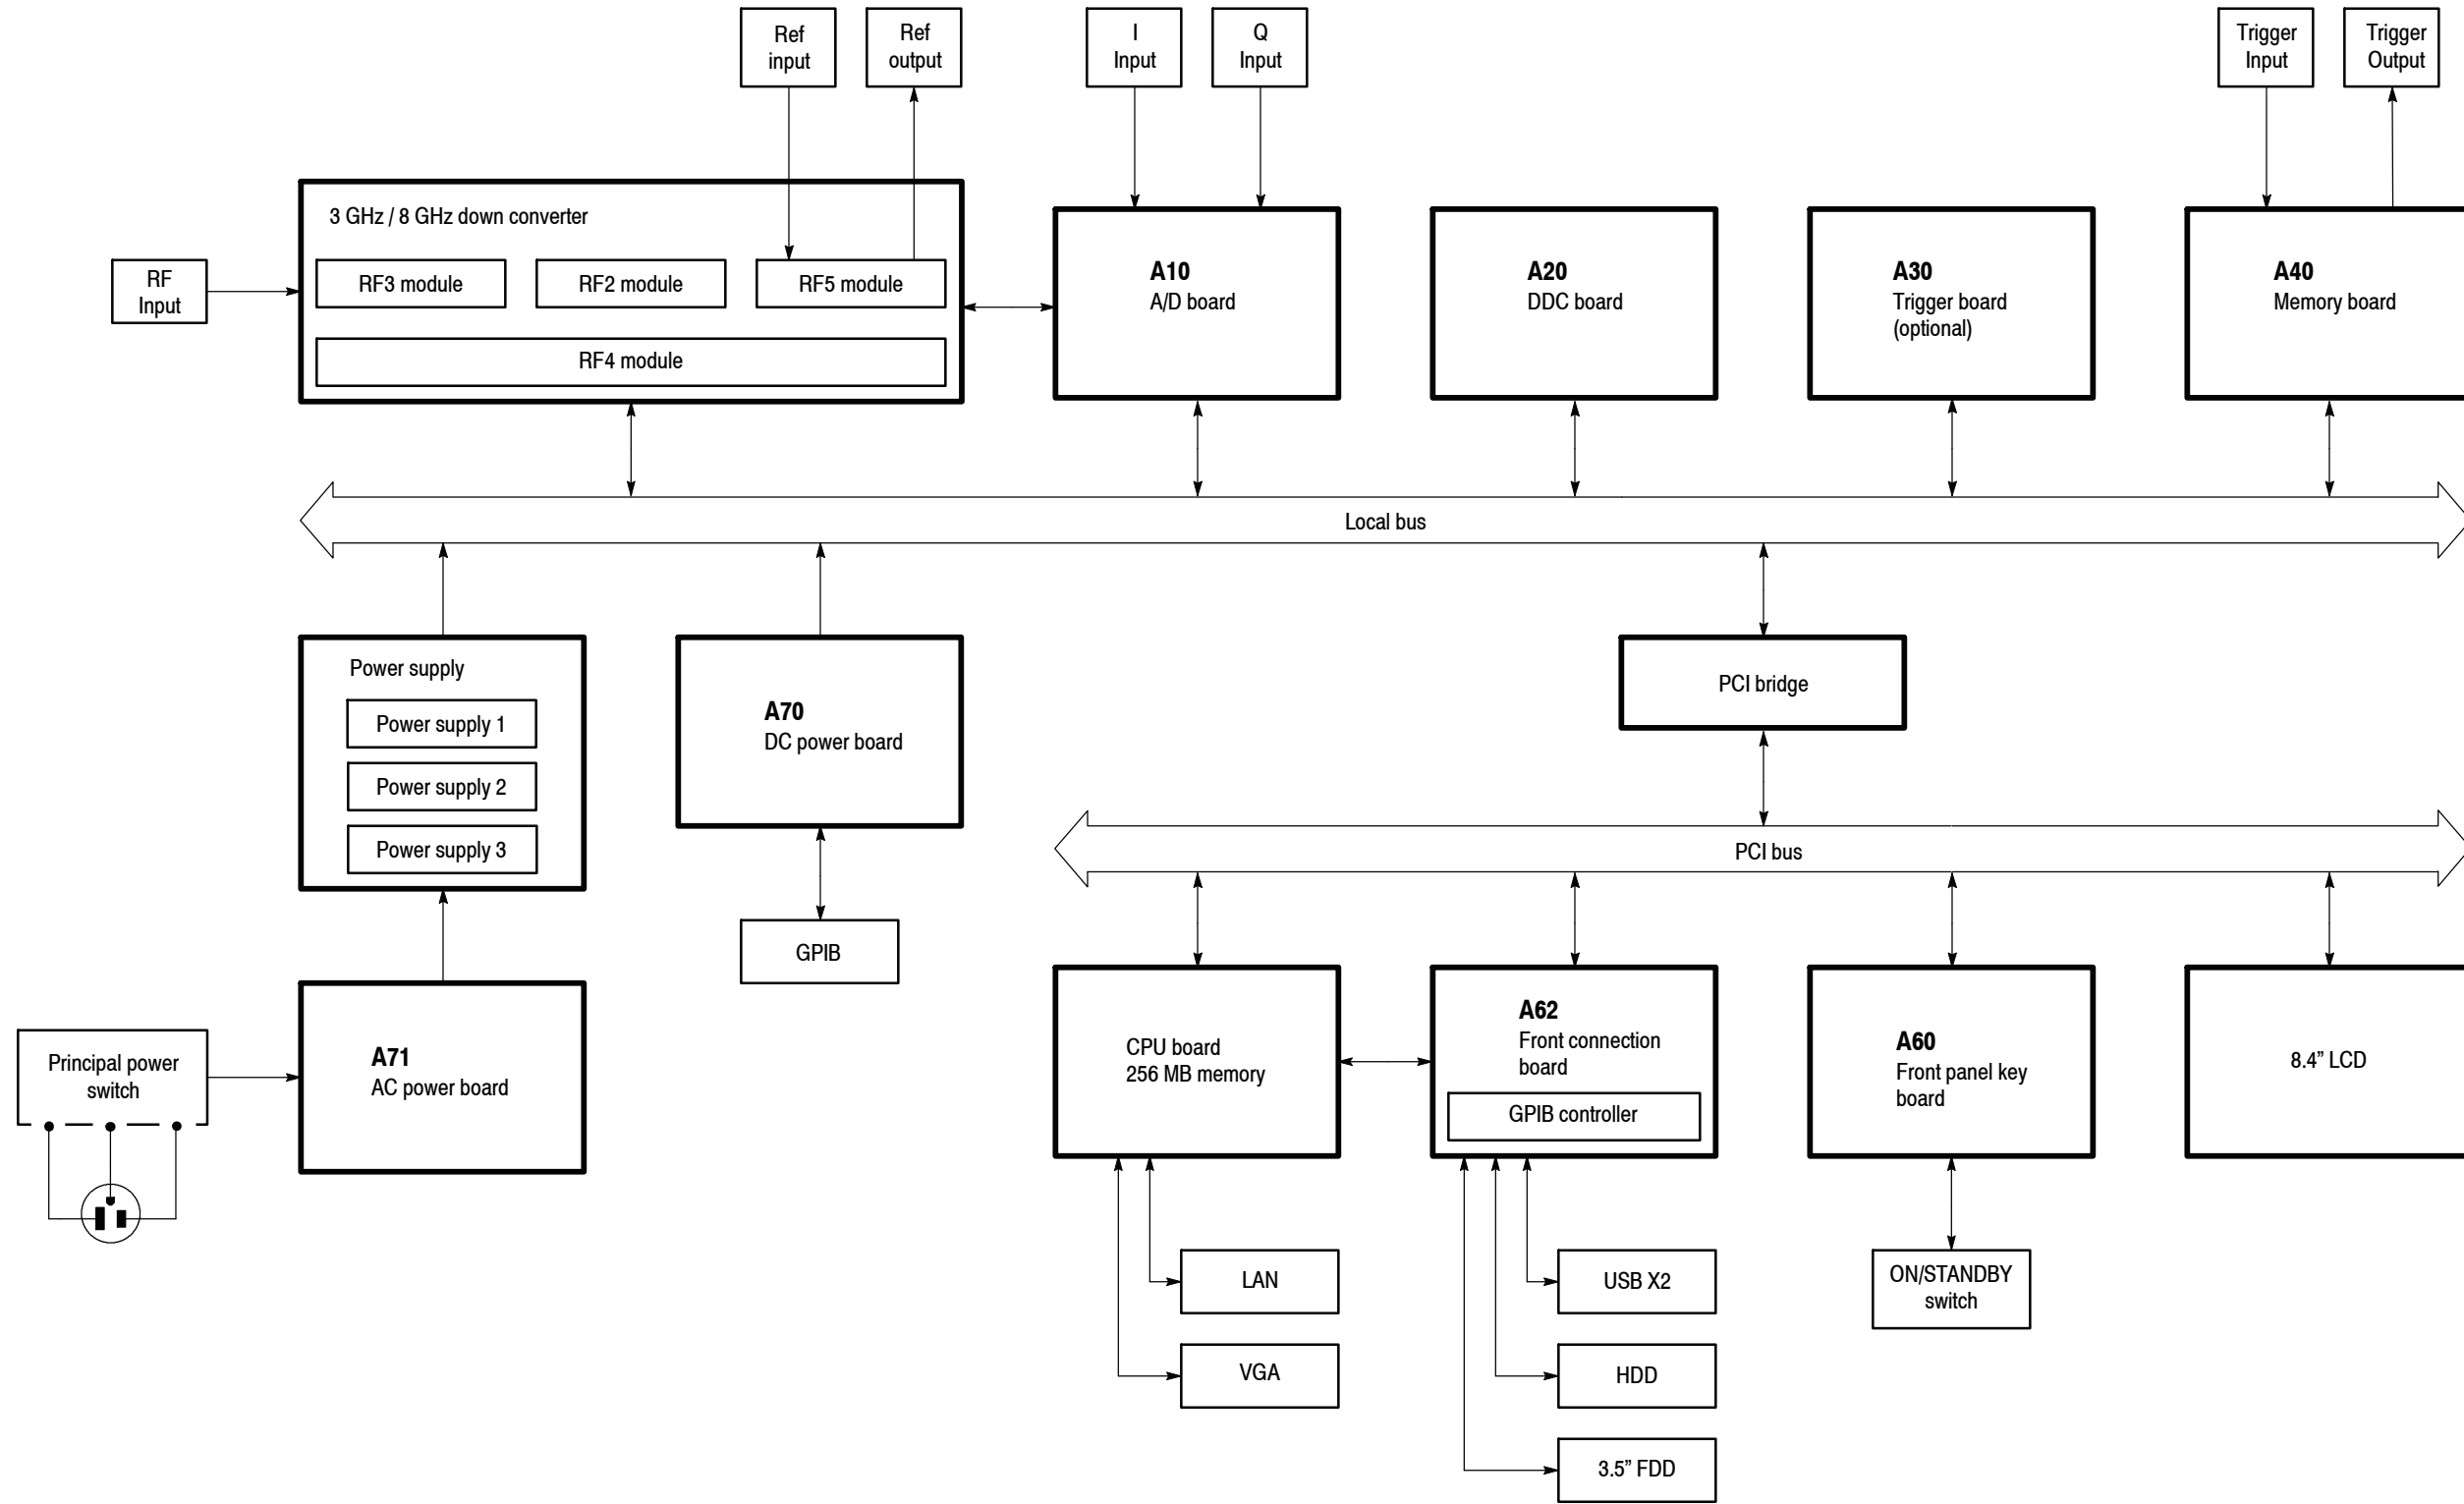 Ref
input
Ref
output
I
Input
Q
Input
Trigger
Input
Trigger
Output
3 GHz / 8 GHz down converter
RF
Input
RF3 module
RF2 module
RF5 module
RF4 module
A10
A/D board
A20
DDC board
A30
Trigger board
(optional)
A40
Memory board
Local bus
Power supply
Power supply 1
Power supply 2
Power supply 3
A70
DC power board
PCI bridge
PCI bus
GPIB
Principal power
switch
A71
AC power board
CPU board
256 MB memory
A62
Front connection
board
GPIB controller
A60
Front panel key
board
8.4” LCD
LAN
VGA
USB X2
HDD
3.5” FDD
ON/STANDBY
switch